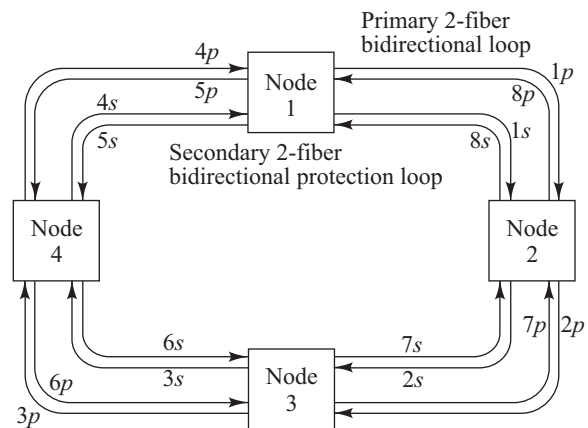 Primary 2-fiber
bidirectional loop
4p
1p
5p
8p
Node
1
4s
1s
5s
8s
Secondary 2-fiber
bidirectional protection loop
Node
4
Node
2
6s
7s
7p
2p
3s
2s
6p
3p
Node
3